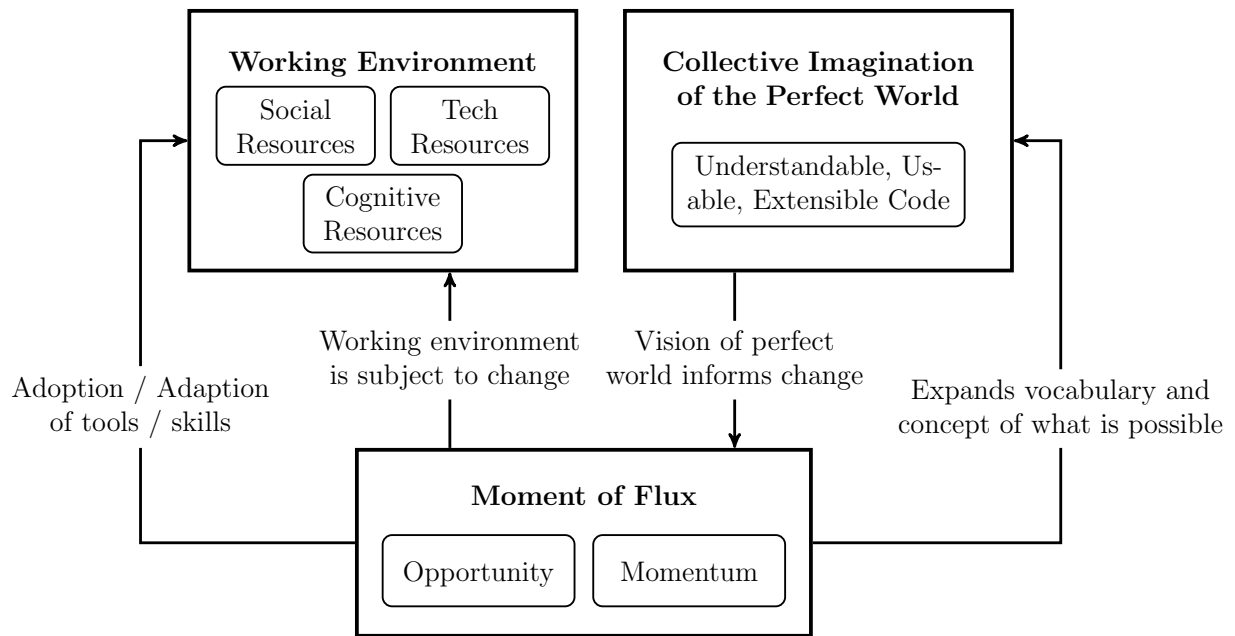 Working Environment
Social
Resources
Tech
Resources
Cognitive
Resources
Collective Imagination
of the Perfect World
Understandable, Us-
able, Extensible Code
Working environment
is subject to change
Vision of perfect
world informs change
Adoption / Adaption
of tools / skills
Expands vocabulary and
concept of what is possible
Moment of Flux
Opportunity
Momentum